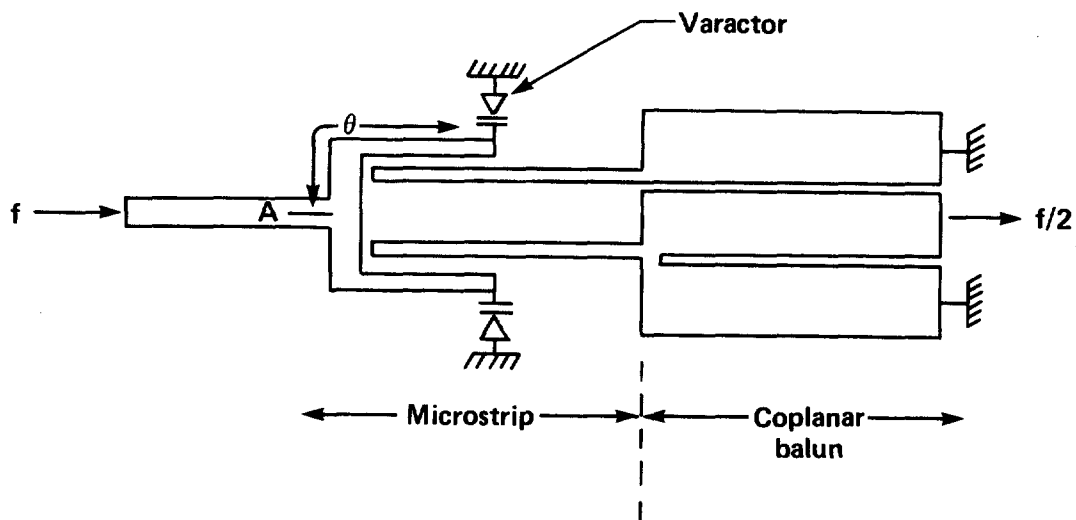 Varactor
θ
f
A
f/2
Microstrip
Coplanar
balun